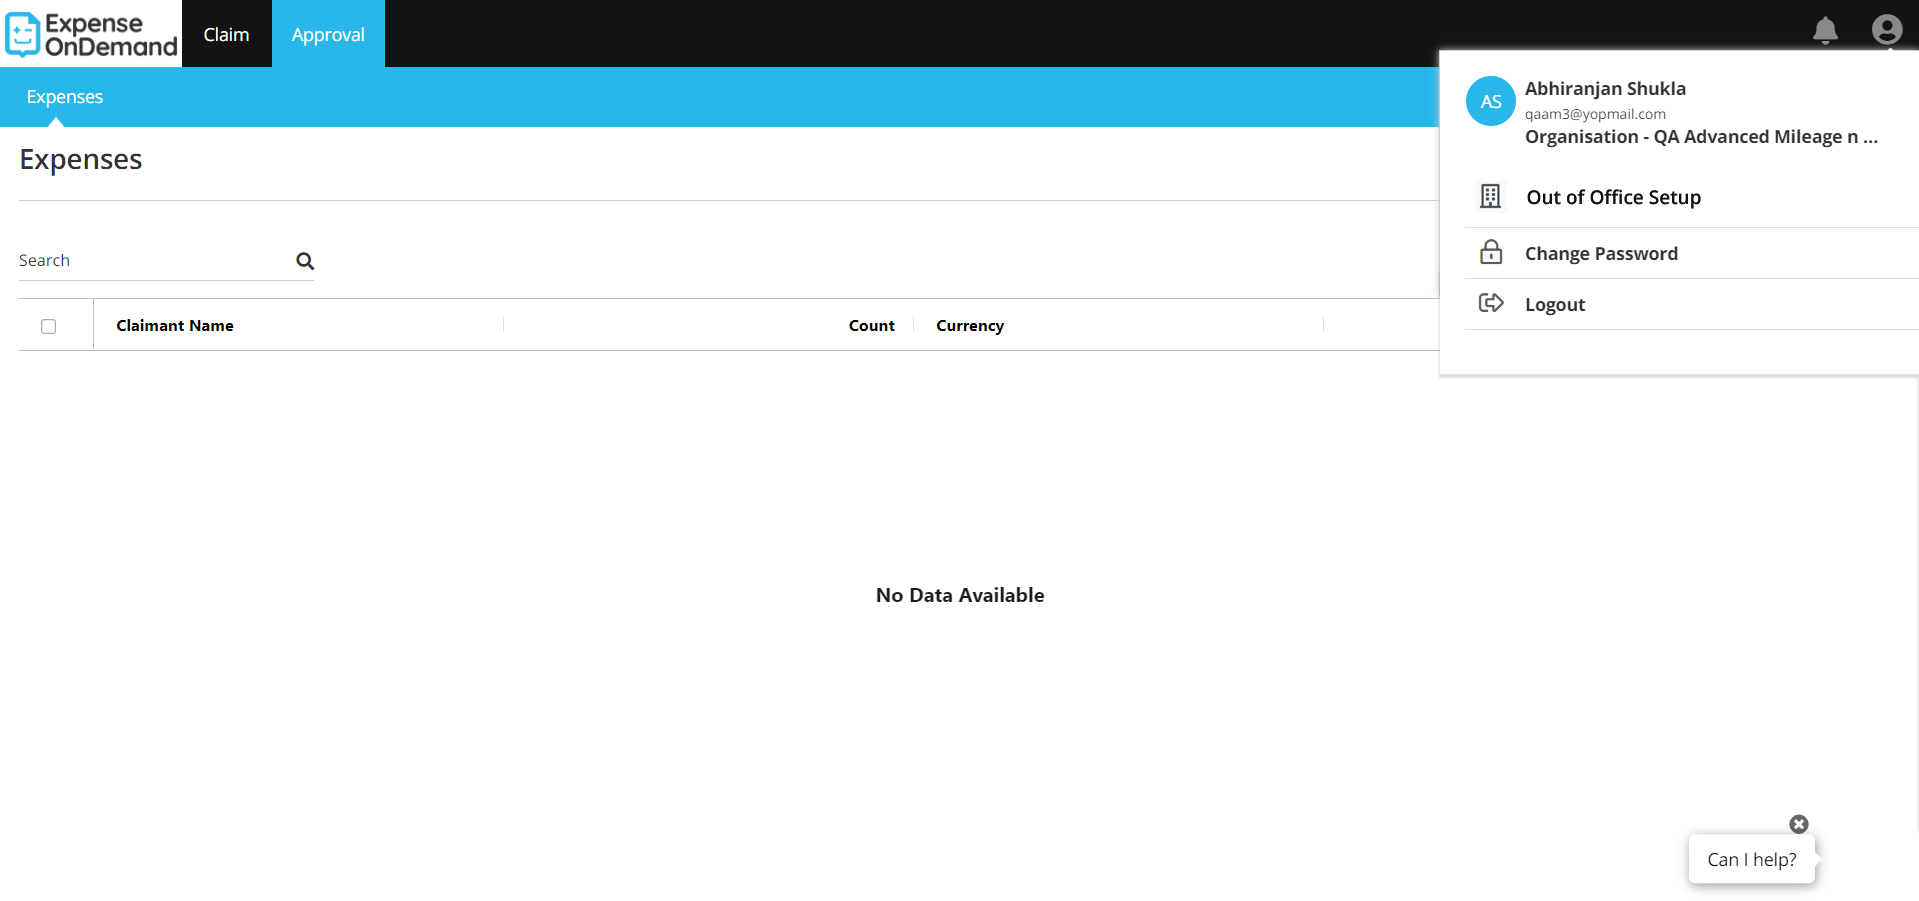 Expense
OnDemand
Claim
Approval
Expenses
Abhiranjan Shukla
AS
qaam3@yopmail.com
Organisation - QA Advanced Mileage n ...
Expenses
Out of Office Setup
Change Password
Search
Logout
Claimant Name
Count
Currency
No Data Available
Can I help?